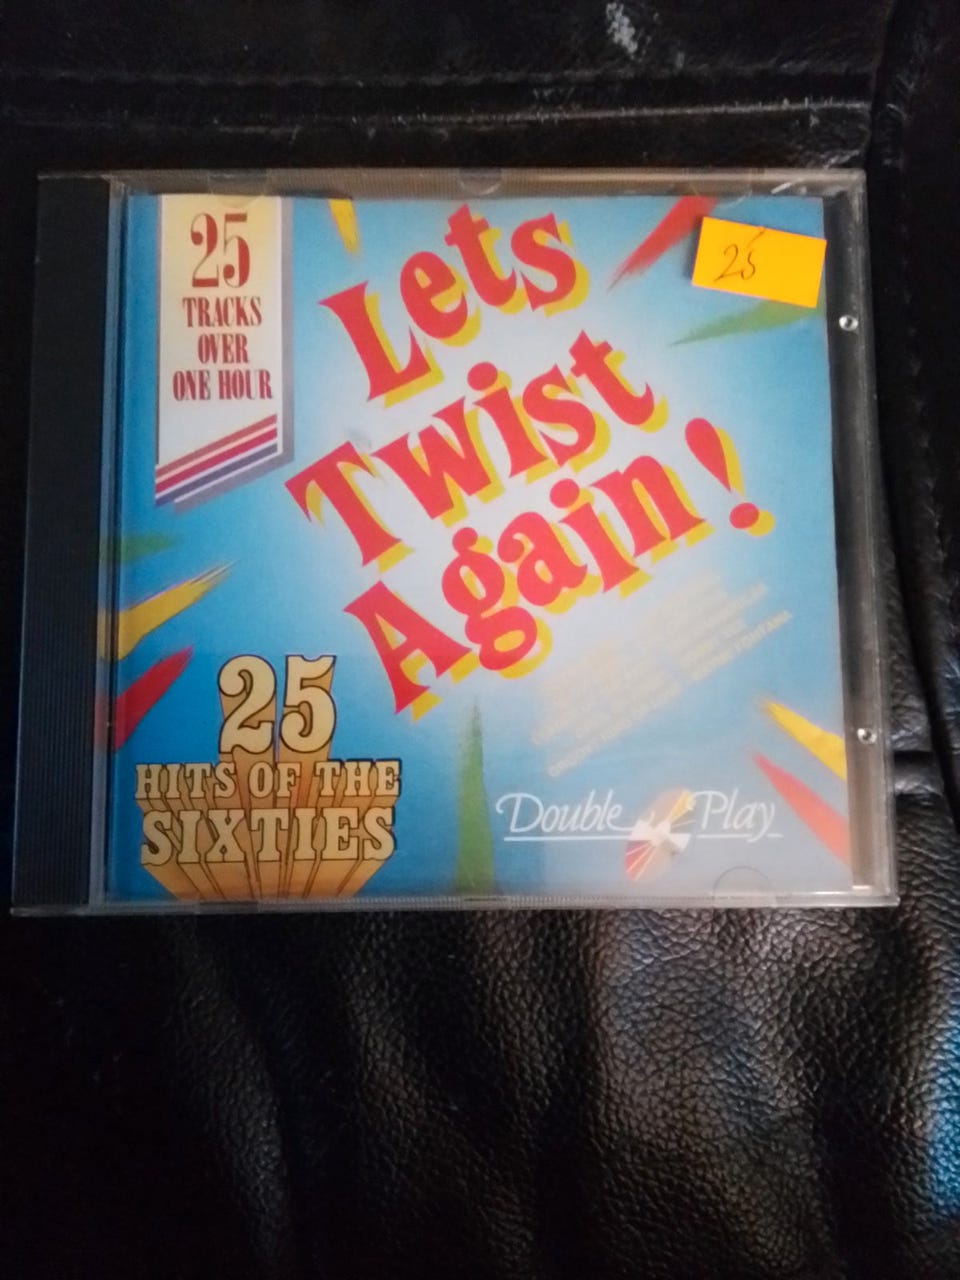 25
TRACKS
OVER
ONE HOUR
Lets
Twist
Again!
25
25
HITS OF THE
SIXTIES
Double Play